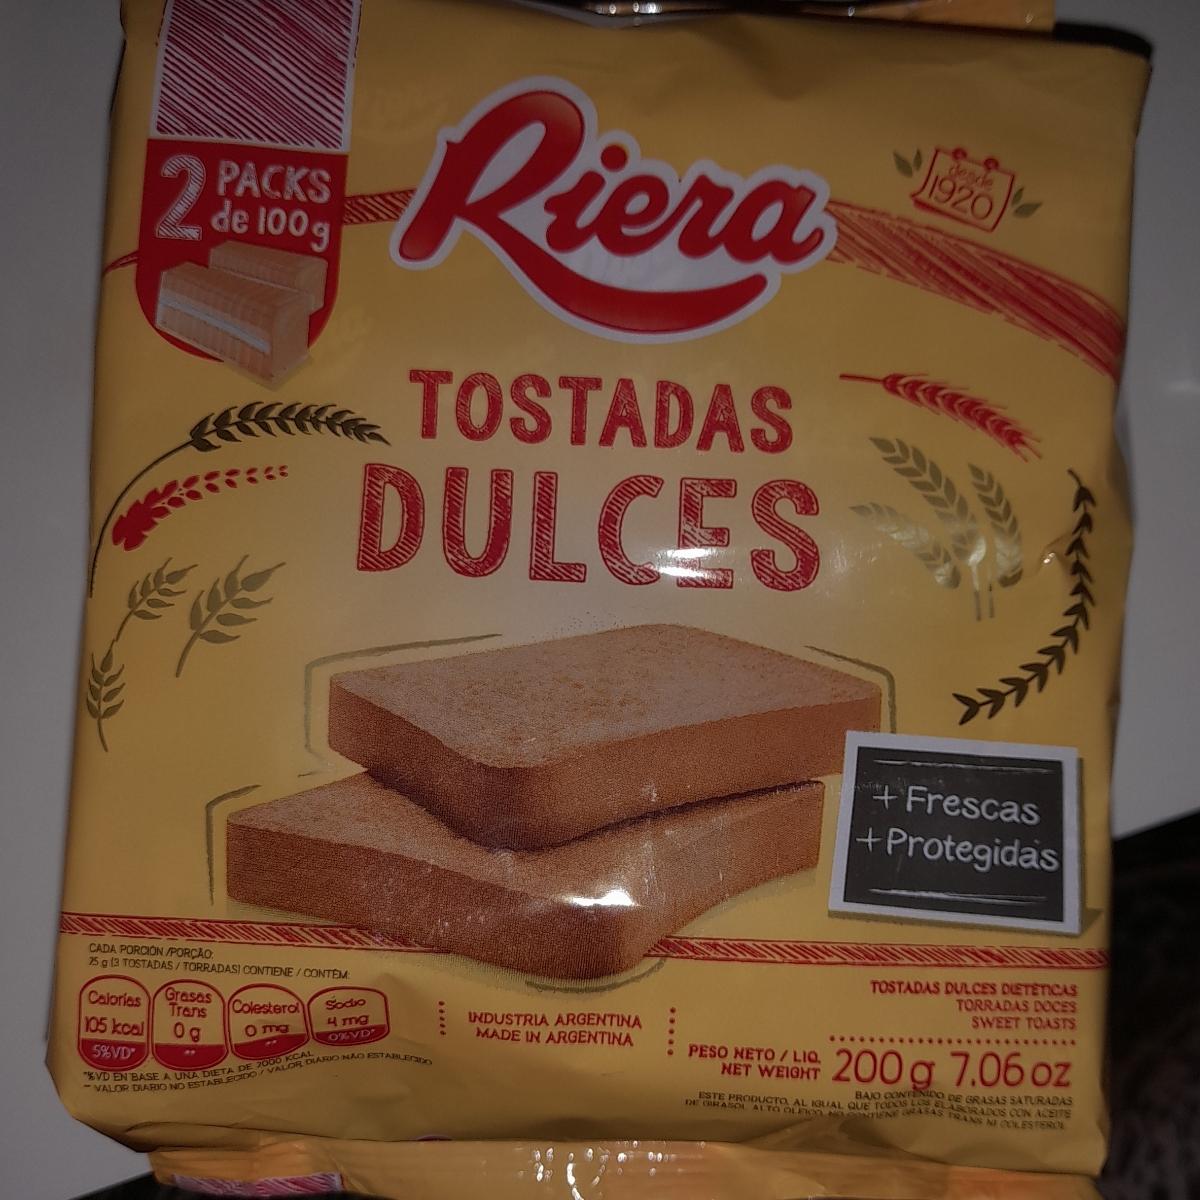 2 PACKS
de 100g
Riera
desde
1920
TOSTADAS
DULCES
+ Frescas
+ Protegidas
CADA PORCIÓN /PORÇÃO:
25 g (3 TOSTADAS / TORRADAS) CONTIENE / CONTÉM:
Calorías
105 kcal
5%VD*
Grasas
Trans
0 g
**
Colesterol
0 mg
**
Sodio
4 mg
0%VD*
*%VD EN BASE A UNA DIETA DE 2000 KCAL
** VALOR DIARIO NO ESTABLECIDO / VALOR DIARIO NÃO ESTABLECIDO
INDUSTRIA ARGENTINA
MADE IN ARGENTINA
TOSTADAS DULCES DIETÉTICAS
TORRADAS DOCES
SWEET TOASTS
PESO NETO / LIQ.
NET WEIGHT
200 g 7.06 oz
BAJO CONTENIDO DE GRASAS SATURADAS
ESTE PRODUCTO, AL IGUAL QUE TODOS LOS ELABORADOS CON ACEITE
DE GIRASOL ALTO OLEICO, NO CONTIENE GRASAS TRANS NI COLESTEROL.